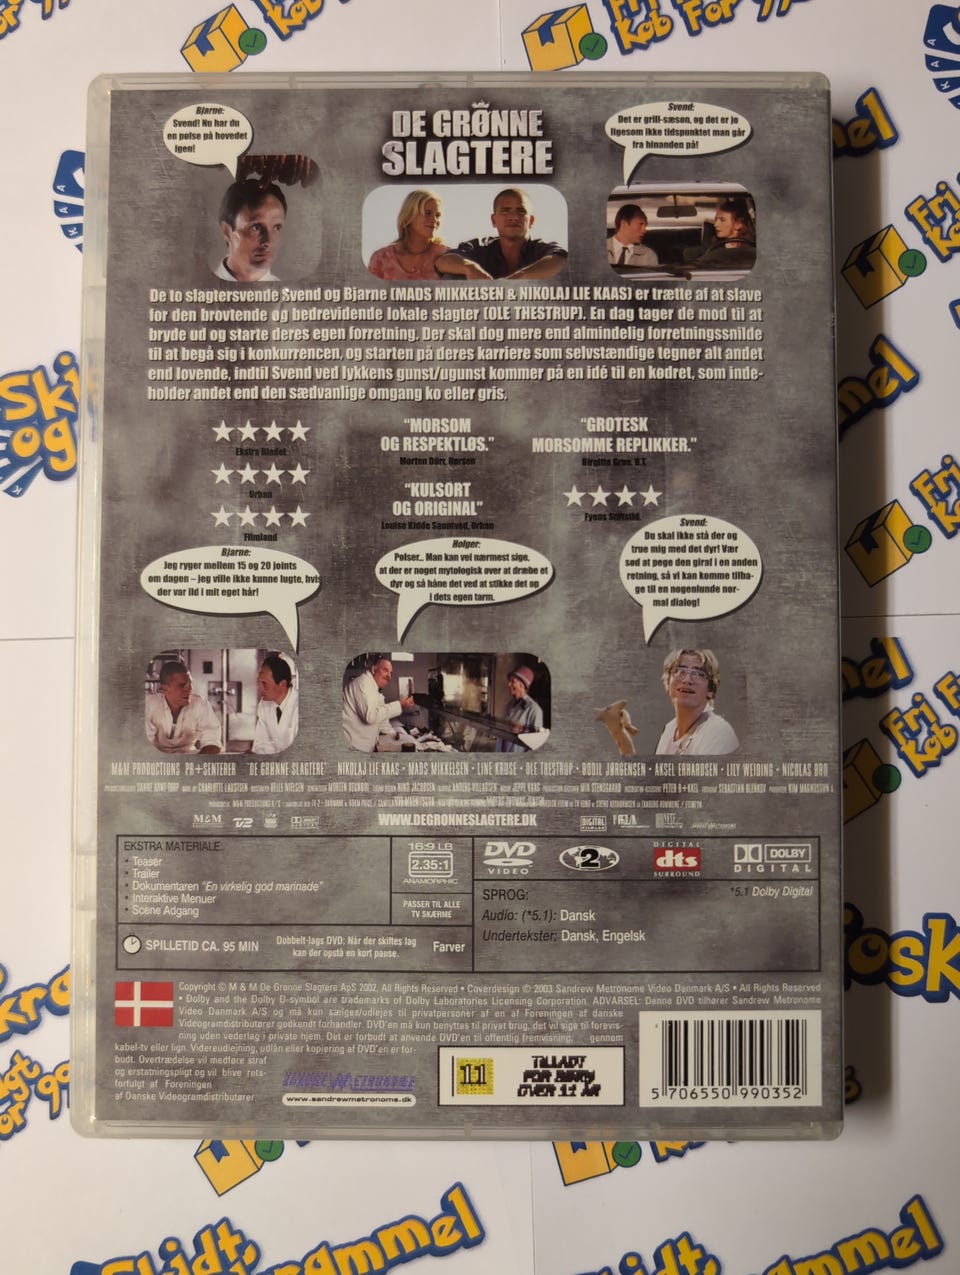 Bjarne:
Svend! Nu har du
en pølse på hovedet
igen!
DE GRØNNE
SLAGTERE
Svend:
Det er grill-sæson, og det er jo
ligesom ikke tidspunktet man går
fra hinanden på!
De to slagtersvende Svend og Bjarne (MADS MIKKELSEN & NIKOLAJ LIE KAAS) er trætte af at slave
for den brovtende og bedrevidende lokale slagter (OLE THESTRUP). En dag tager de mod til at
bryde ud og starte deres egen forretning. Der skal dog mere end almindelig forretningssnilde
til at begå sig i konkurrencen, og starten på deres karriere som selvstændige tegner alt andet
end lovende, indtil Svend ved lykkens gunst/ugunst kommer på en idé til en kødret, som inde-
holder andet end den sædvanlige omgang ko eller gris.
Ekstra Bladet
Urban
Filmland
"MORSOM
OG RESPEKTLØS."
Morten Dürr, Børsen
"KULSORT
OG ORIGINAL"
Louise Kidde Sauntved, Urban
"GROTESK
MORSOMME REPLIKKER."
Birgitte Grue, B.T.
Fyens Stiftstid.
Bjarne:
Jeg ryger mellem 15 og 20 joints
om dagen – jeg ville ikke kunne lugte, hvis
der var ild i mit eget hår!
Holger:
Pølser.. Man kan vel nærmest sige,
at der er noget mytologisk over at dræbe et
dyr og så håne det ved at stikke det op
i dets egen tarm.
Svend:
Du skal ikke stå der og
true mig med det dyr! Vær
sød at pege den giraf i en anden
retning, så vi kan komme tilba-
ge til en nogenlunde nor-
mal dialog!
M&M PRODUCTIONS PR+SENTERER "DE GRØNNE SLAGTERE" NIKOLAJ LIE KAAS · MADS MIKKELSEN · LINE KRUSE · OLE THESTRUP · BODIL JØRGENSEN · AKSEL ERHARDSEN · LILY WEIDING · NICOLAS BRO
M&M
TV 2
DOLBY DIGITAL
WWW.DEGRONNESLAGTERE.DK
DIGITAL
EKSTRA MATERIALE:
• Teaser
• Trailer
• Dokumentaren "En virkelig god marinade"
• Interaktive Menuer
• Scene Adgang
16:9 LB
2.35:1
ANAMORPHIC
PASSER TIL ALLE
TV SKÆRME
SPILLETID CA. 95 MIN
Dobbelt-lags DVD: Når der skiftes lag
kan der opstå en kort pause.
Farver
DVD
VIDEO
2
DIGITAL
dts
SURROUND
DOLBY
DIGITAL
*5.1 Dolby Digital
SPROG:
Audio: (*5.1): Dansk
Undertekster: Dansk, Engelsk
Copyright © M & M De Grønne Slagtere ApS 2002. All Rights Reserved • Coverdesign © 2003 Sandrew Metronome Video Danmark A/S • All Rights Reserved
• Dolby and the Dolby D-symbol are trademarks of Dolby Laboratories Licensing Corporation. ADVARSEL: Denne DVD tilhører Sandrew Metronome
Video Danmark A/S og må kun sælges/udlejes til privatpersoner af en af Foreningen af danske
Videogramdistributører godkendt forhandler. DVD'en må kun benyttes til privat brug, det vil sige til forevis-
ning uden vederlag i privat hjem. Det er forbudt at anvende DVD'en til offentlig fremvisning, gennem
kabel-tv eller lign. Videreudlejning, udlån eller kopiering af DVD'en er for-
budt. Overtrædelse vil medføre straf
og erstatningspligt og vil blive rets-
forfulgt af Foreningen
af Danske Videogramdistributører.
SANDREW METRONOME
www.sandrewmetronome.dk
11
TILLADT
FOR BØRN
OVER 11 ÅR
5 706550 990352